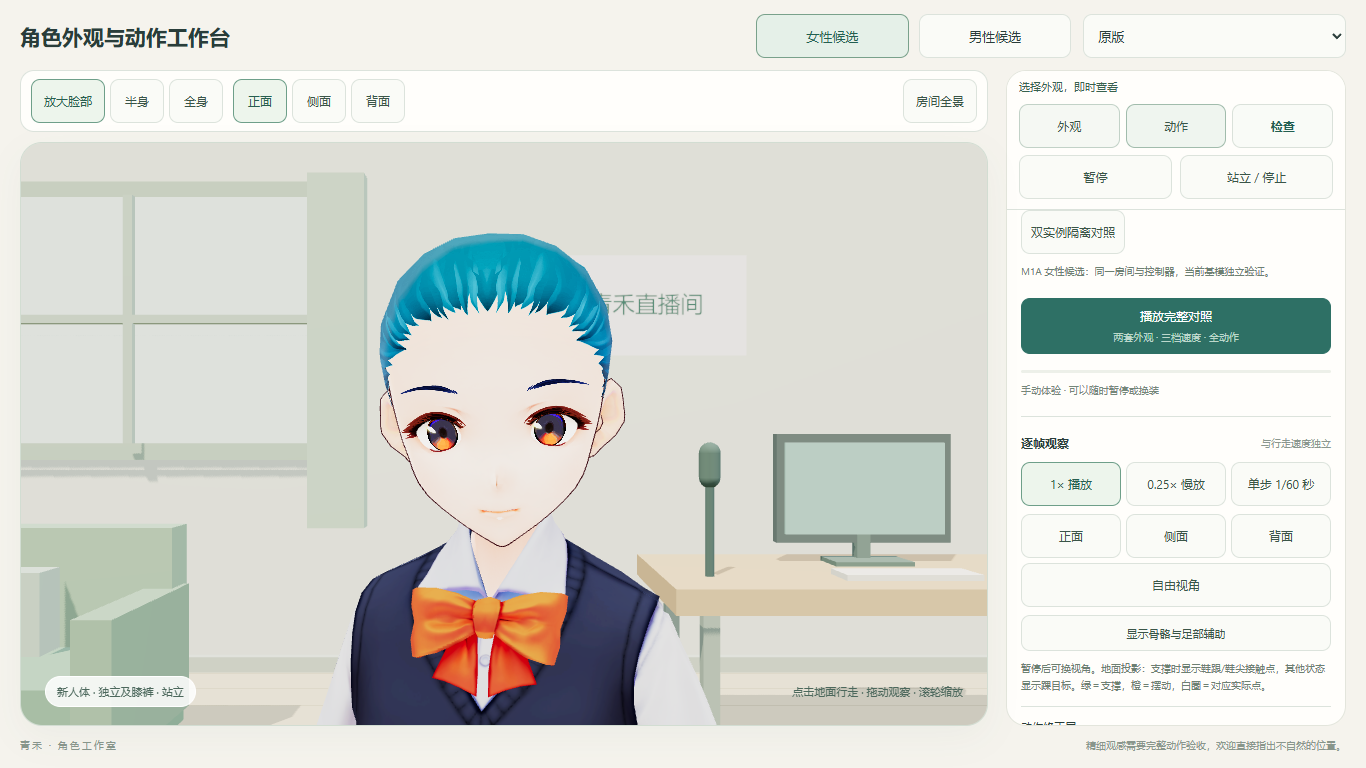 角色外观与动作工作台
女性候选
男性候选
原版
放大脸部
半身
全身
正面
侧面
背面
房间全景
青禾直播间
新人体 · 独立及膝裤 · 站立
点击地面行走 · 拖动观察 · 滚轮缩放
选择外观，即时查看
外观
动作
检查
暂停
站立 / 停止
双实例隔离对照
M1A 女性候选：同一房间与控制器，当前基模独立验证。
播放完整对照
两套外观 · 三档速度 · 全动作
手动体验 · 可以随时暂停或换装
逐帧观察
与行走速度独立
1× 播放
0.25× 慢放
单步 1/60 秒
正面
侧面
背面
自由视角
显示骨骼与足部辅助
暂停后可换视角。地面投影：支撑时显示鞋跟/鞋尖接触点，其他状态
显示踝目标。绿＝支撑，橙＝摆动，白圈＝对应实际点。
青禾 · 角色工作室
精细观感需要完整动作验收，欢迎直接指出不自然的位置。